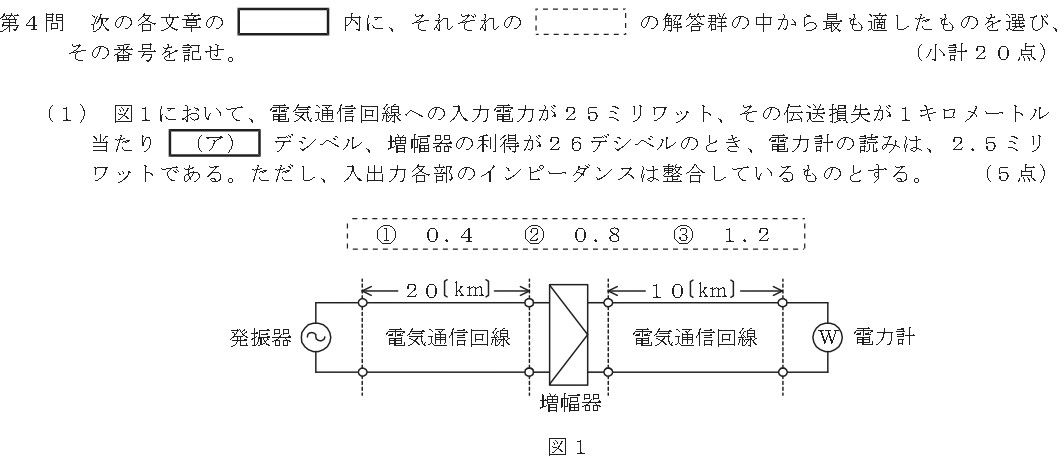 第４問　次の各文章の　　　　内に、それぞれの　　　　の解答群の中から最も適したものを選び、
その番号を記せ。　（小計２０点）
（１）　図１において、電気通信回線への入力電力が２５ミリワット、その伝送損失が１キロメートル
当たり　（ア）　デシベル、増幅器の利得が２６デシベルのとき、電力計の読みは、２．５ミリ
ワットである。ただし、入出力各部のインピーダンスは整合しているものとする。　（５点）
①　０．４　②　０．８　③　１．２
２０〔km〕　１０〔km〕
発振器　電気通信回線　電気通信回線　W　電力計
増幅器
図１